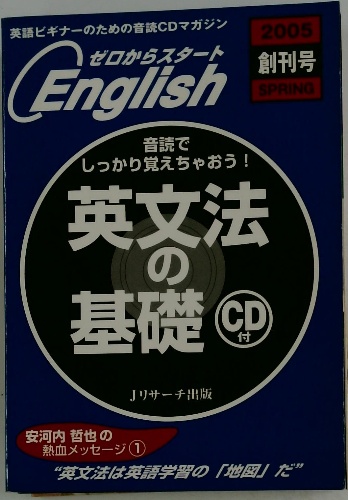 英語ビギナーのための音読CDマガジン
2005
ゼロからスタート
創刊号
English
SPRING
音読で
しっかり覚えちゃおう!
英文法
の
基礎
CD
付
Jリサーチ出版
安河内 哲也の
熱血メッセージ①
“英文法は英語学習の「地図」だ”